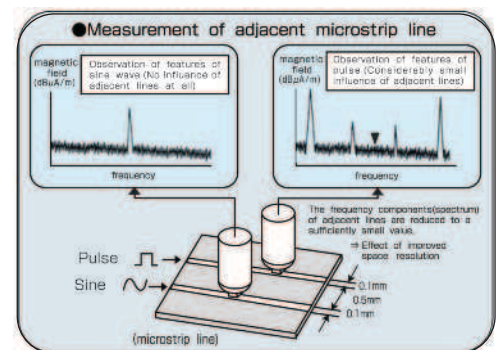 ●Measurement of adjacent microstrip line
magnetic
field
(dBμA/m)
Observation of features of
sine wave (No influence of
adjacent lines at all)
frequency
magnetic
field
(dBμA/m)
Observation of features of
pulse (Considerably small
influence of adjacent lines)
frequency
The frequency components(spectrum)
of adjacent lines are reduced to a
sufficiently small value.
⇒ Effect of improved
space resolution
Pulse
Sine
0.1mm
0.5mm
0.1mm
(microstrip line)